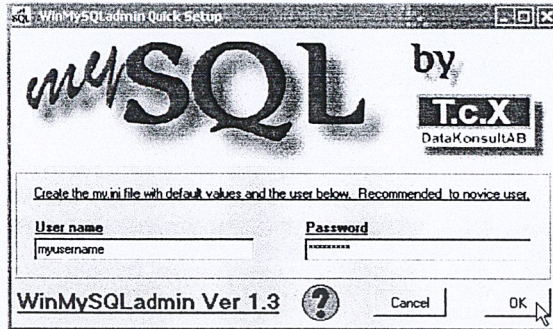 WinMySQLadmin Quick Setup
mySQL
by
T.c.X
DataKonsultAB
Create the my.ini file with default values and the user below. Recommended to novice user.
User name
Password
myusername
xxxxxxxxx
WinMySQLadmin Ver 1.3
?
Cancel
OK